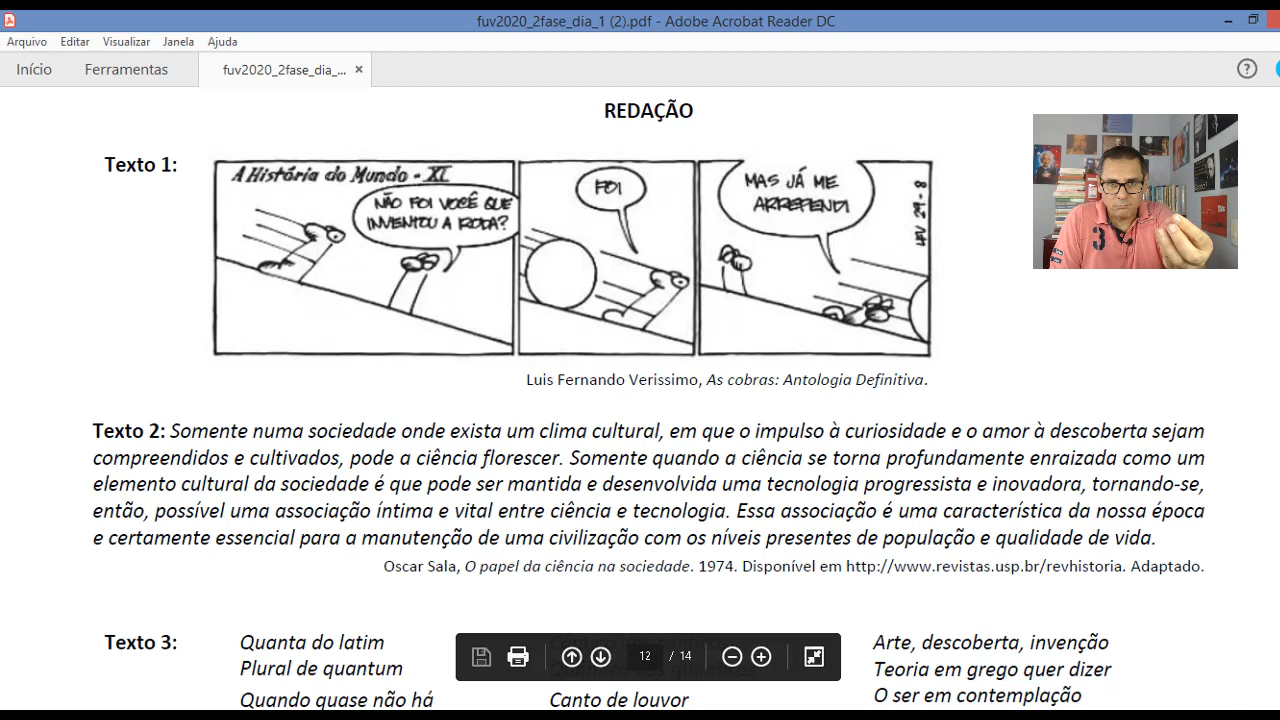 fuv2020_2fase_dia_1 (2).pdf - Adobe Acrobat Reader DC
Arquivo Editar Visualizar Janela Ajuda
Início Ferramentas fuv2020_2fase_dia_... ×
REDAÇÃO
Texto 1:
A História do Mundo - XI
NÃO FOI VOCÊ QUE
INVENTOU A RODA?
FOI
MAS JÁ ME
ARREPENDI
Luis Fernando Verissimo, As cobras: Antologia Definitiva.
Texto 2: Somente numa sociedade onde exista um clima cultural, em que o impulso à curiosidade e o amor à descoberta sejam
compreendidos e cultivados, pode a ciência florescer. Somente quando a ciência se torna profundamente enraizada como um
elemento cultural da sociedade é que pode ser mantida e desenvolvida uma tecnologia progressista e inovadora, tornando-se,
então, possível uma associação íntima e vital entre ciência e tecnologia. Essa associação é uma característica da nossa época
e certamente essencial para a manutenção de uma civilização com os níveis presentes de população e qualidade de vida.
Oscar Sala, O papel da ciência na sociedade. 1974. Disponível em http://www.revistas.usp.br/revhistoria. Adaptado.
Texto 3:
Quanta do latim
Plural de quantum
Quando quase não há
12 / 14
Canto de louvor
Arte, descoberta, invenção
Teoria em grego quer dizer
O ser em contemplação